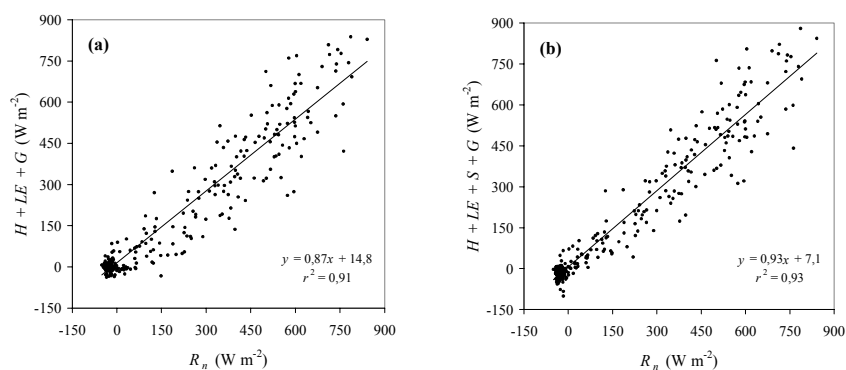 (a)
H + LE + G (W m-2)
900
750
600
450
300
150
0
-150
y = 0,87x + 14,8
r2 = 0,91
-150 0 150 300 450 600 750 900
Rn (W m-2)
(b)
H + LE + S + G (W m-2)
900
750
600
450
300
150
0
-150
y = 0,93x + 7,1
r2 = 0,93
-150 0 150 300 450 600 750 900
Rn (W m-2)